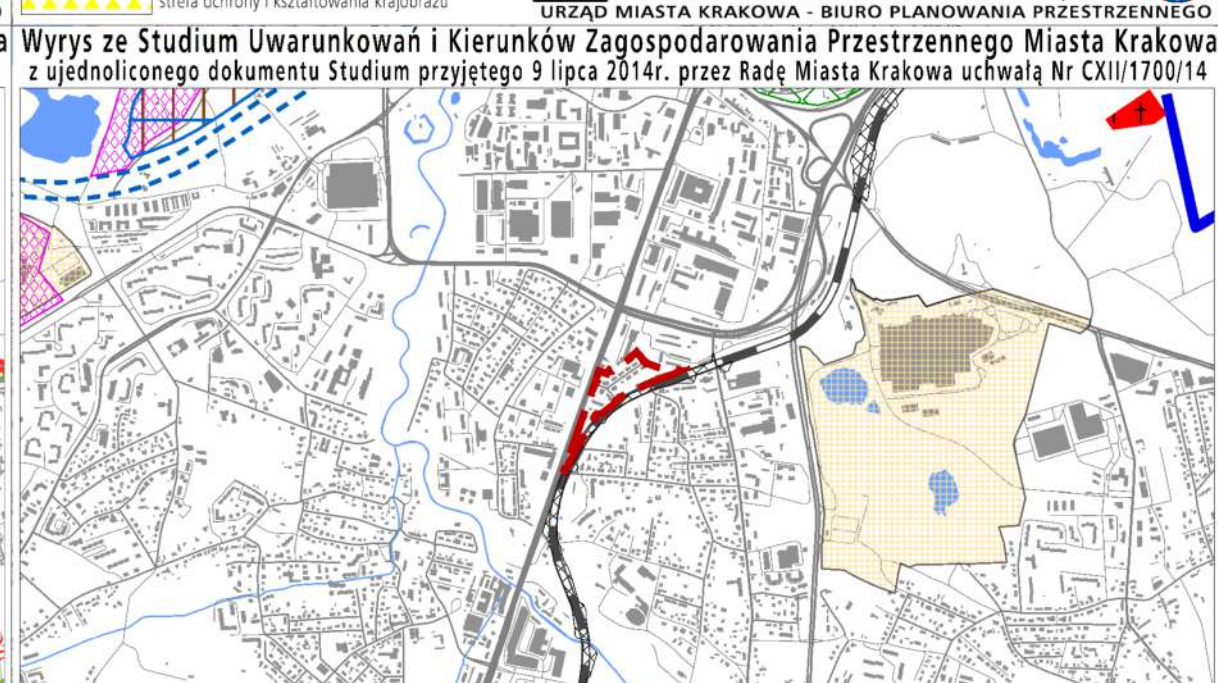 strefa ochrony i kształtowania krajobrazu
URZĄD MIASTA KRAKOWA - BIURO PLANOWANIA PRZESTRZENNEGO
Wyrys ze Studium Uwarunkowań i Kierunków Zagospodarowania Przestrzennego Miasta Krakowa
z ujednoliconego dokumentu Studium przyjętego 9 lipca 2014r. przez Radę Miasta Krakowa uchwałą Nr CXII/1700/14